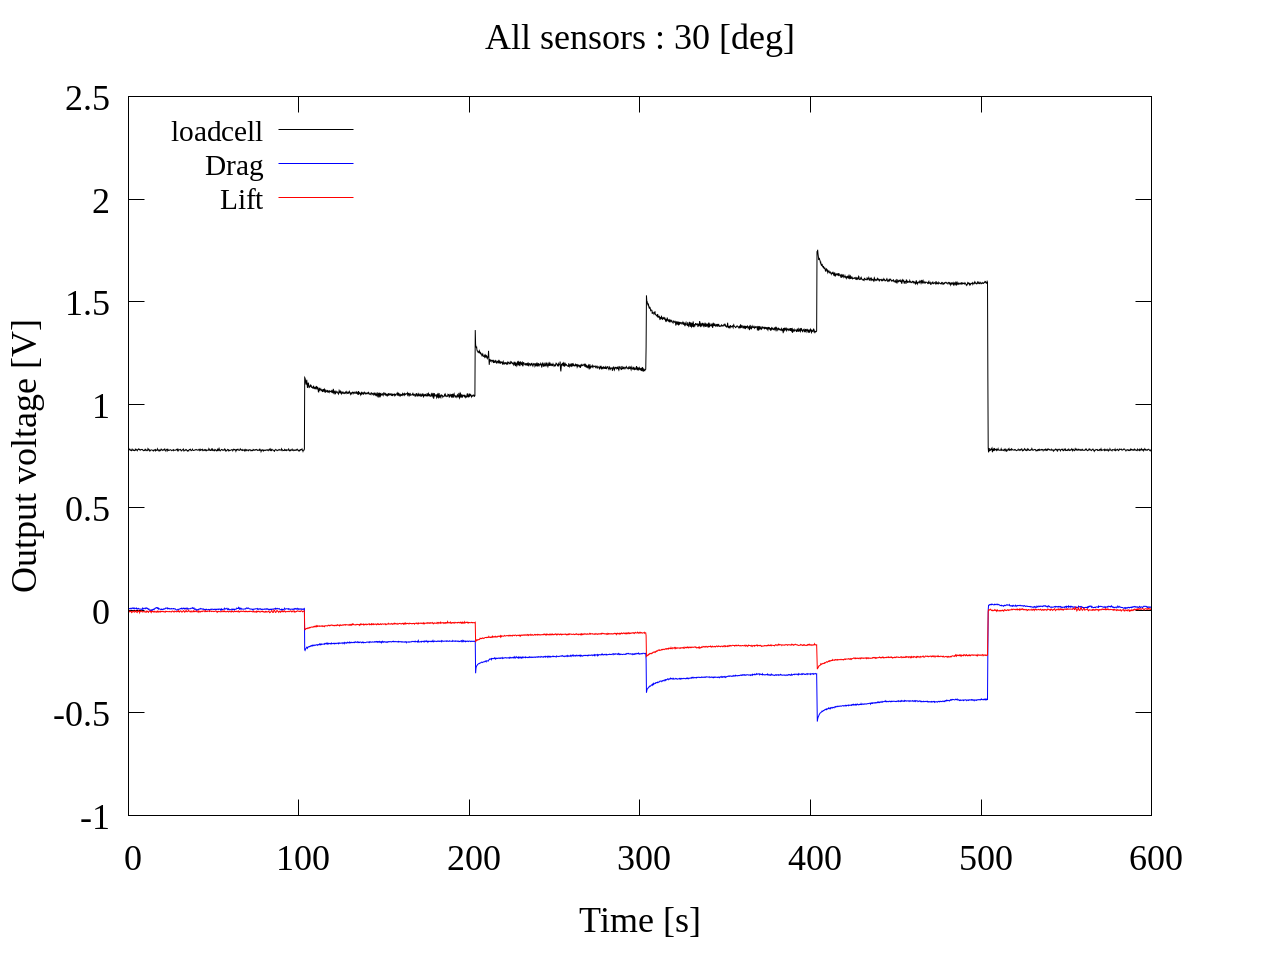 All sensors : 30 [deg]
loadcell
Drag
Lift
2.5
2
1.5
1
0.5
0
-0.5
-1
Output voltage [V]
0 100 200 300 400 500 600
Time [s]